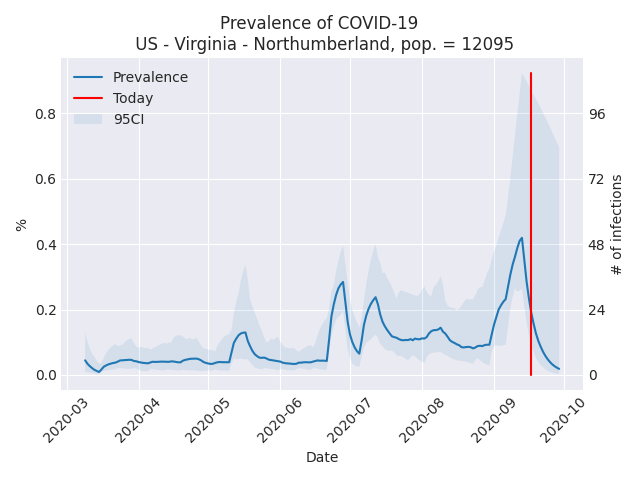 Prevalence of COVID-19
US - Virginia - Northumberland, pop. = 12095
Prevalence
Today
95CI
0.8
0.6
0.4
0.2
0.0
%
96
72
48
24
0
# of infections
2020-03
2020-04
2020-05
2020-06
2020-07
2020-08
2020-09
2020-10
Date